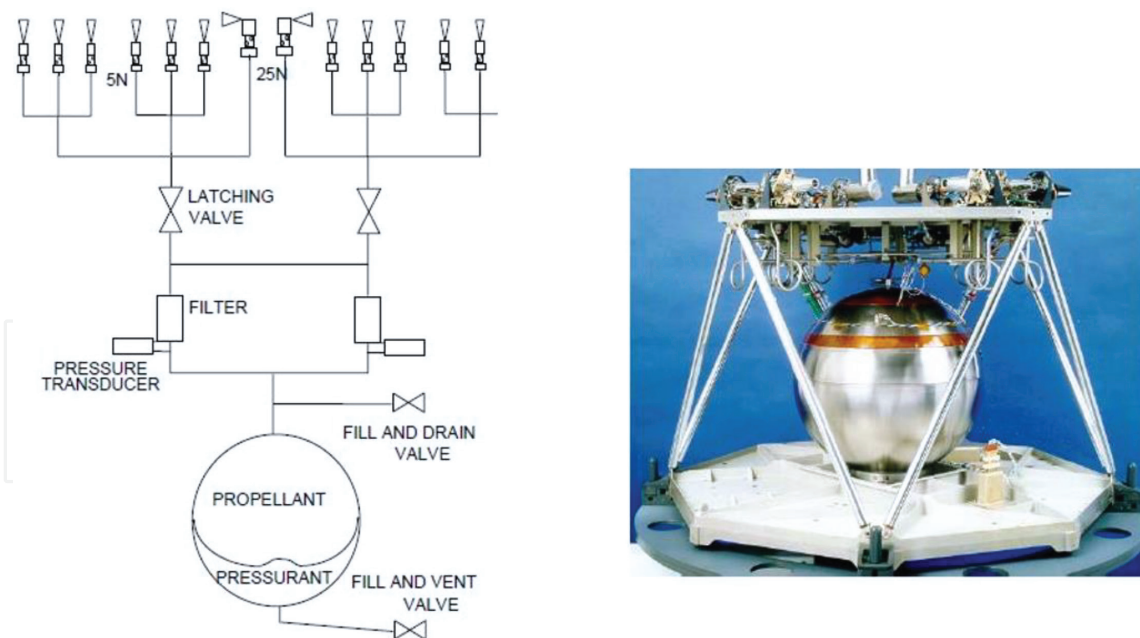 5N
25N
LATCHING
VALVE
FILTER
PRESSURE
TRANSDUCER
FILL AND DRAIN
VALVE
PROPELLANT
PRESSURANT
FILL AND VENT
VALVE